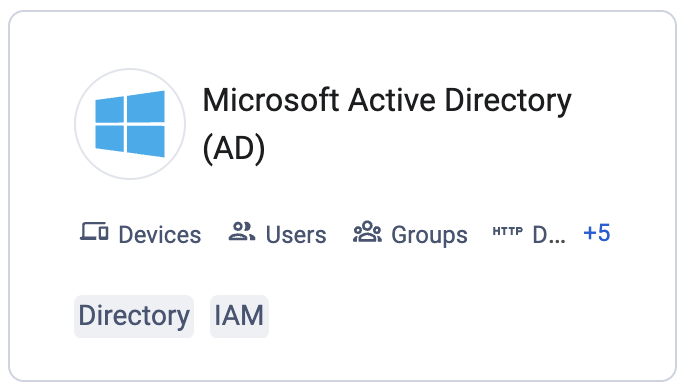 Microsoft Active Directory
(AD)
Devices Users Groups HTTP D... +5
Directory IAM